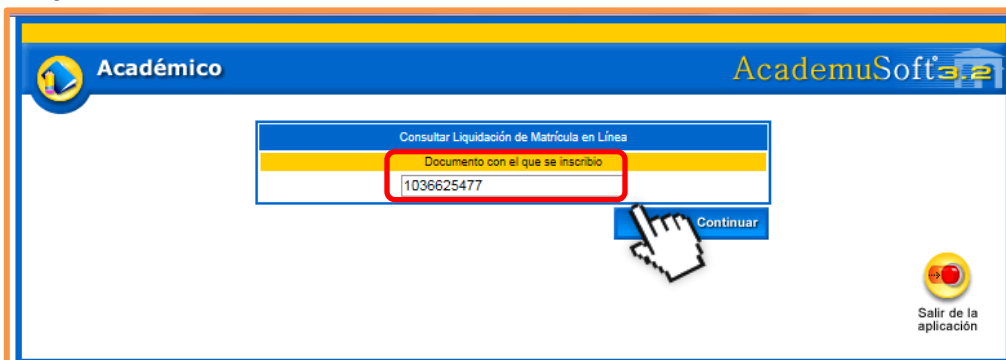 Académico
AcademuSoft 3.2
Consultar Liquidación de Matrícula en Línea
Documento con el que se inscribio
1036625477
Continuar
Salir de la
aplicación